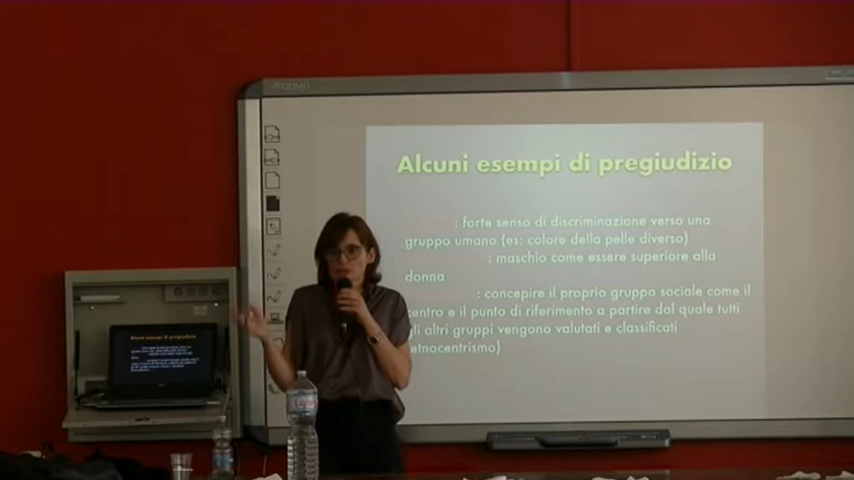 Alcuni esempi di pregiudizio
: forte senso di discriminazione verso una
gruppo umano (es: colore della pelle diverso)
: maschio come essere superiore alla
donna
: concepire il proprio gruppo sociale come il
centro e il punto di riferimento a partire dal quale tutti
gli altri gruppi vengono valutati e classificati
etnocentrismo)